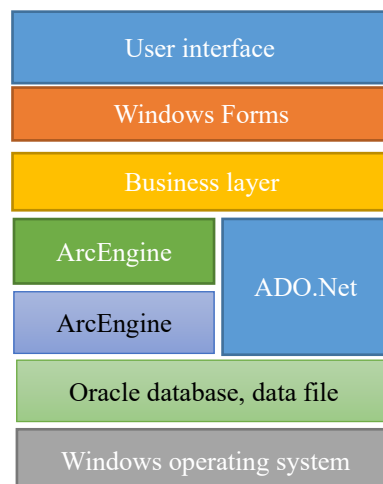 User interface
Windows Forms
Business layer
ArcEngine
ADO.Net
ArcEngine
Oracle database, data file
Windows operating system